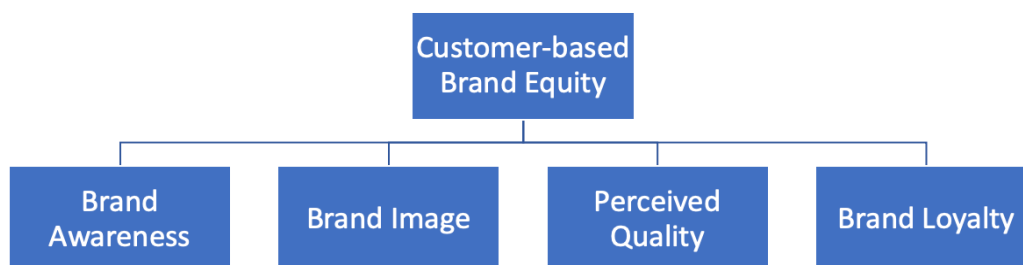 Customer-based
Brand Equity
Brand
Awareness
Brand Image
Perceived
Quality
Brand Loyalty